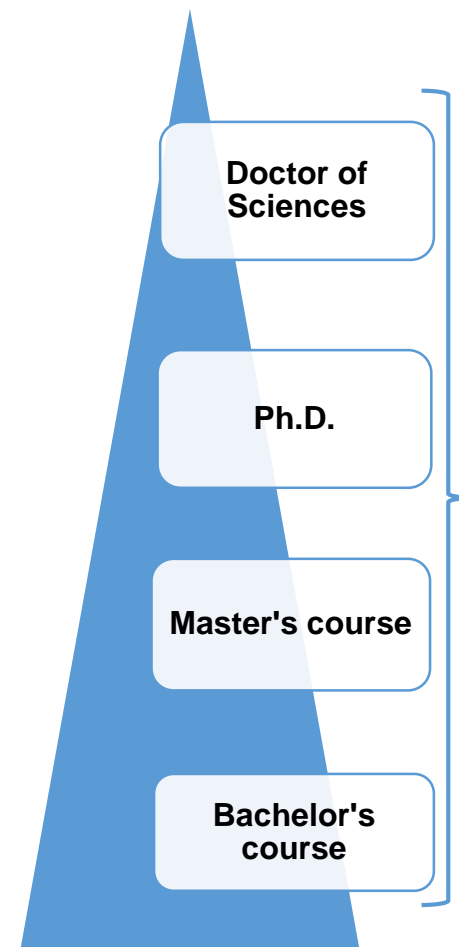 Doctor of
Sciences
Ph.D.
Master's course
Bachelor's
course